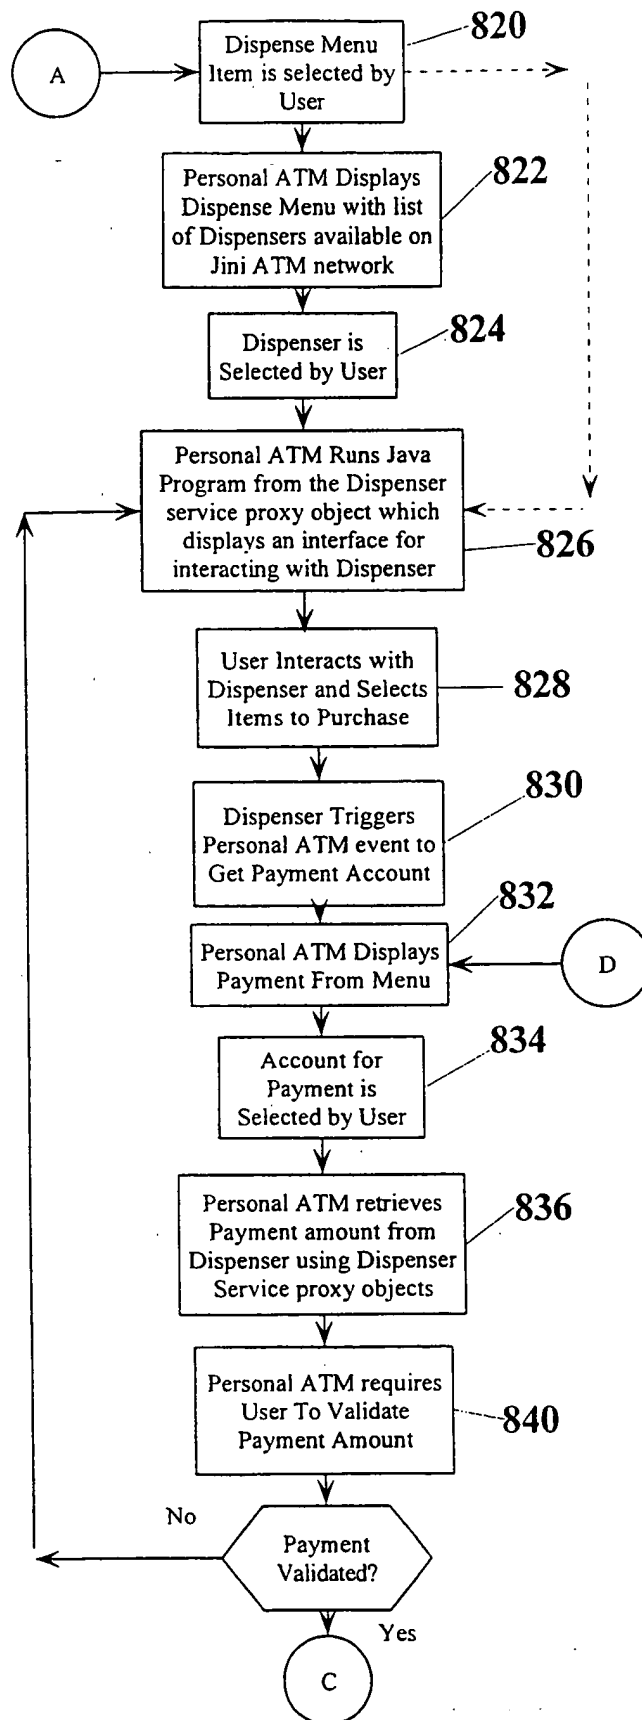 820
A
Dispense Menu
Item is selected by
User
822
Personal ATM Displays
Dispense Menu with list
of Dispensers available on
Jini ATM network
824
Dispenser is
Selected by User
Personal ATM Runs Java
Program from the Dispenser
service proxy object which
displays an interface for
interacting with Dispenser
826
User Interacts with
Dispenser and Selects
Items to Purchase
828
830
Dispenser Triggers
Personal ATM event to
Get Payment Account
832
Personal ATM Displays
Payment From Menu
D
834
Account for
Payment is
Selected by User
836
Personal ATM retrieves
Payment amount from
Dispenser using Dispenser
Service proxy objects
Personal ATM requires
User To Validate
Payment Amount
840
No
Payment
Validated?
Yes
C